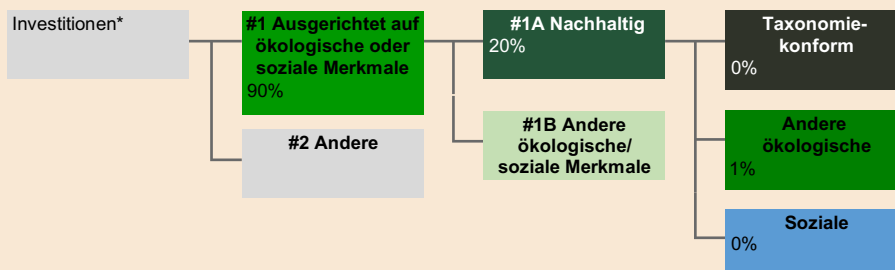 Investitionen*
#1 Ausgerichtet auf
ökologische oder
soziale Merkmale
90%
#2 Andere
#1A Nachhaltig
20%
#1B Andere
ökologische/
soziale Merkmale
Taxonomie-
konform
0%
Andere
ökologische
1%
Soziale
0%